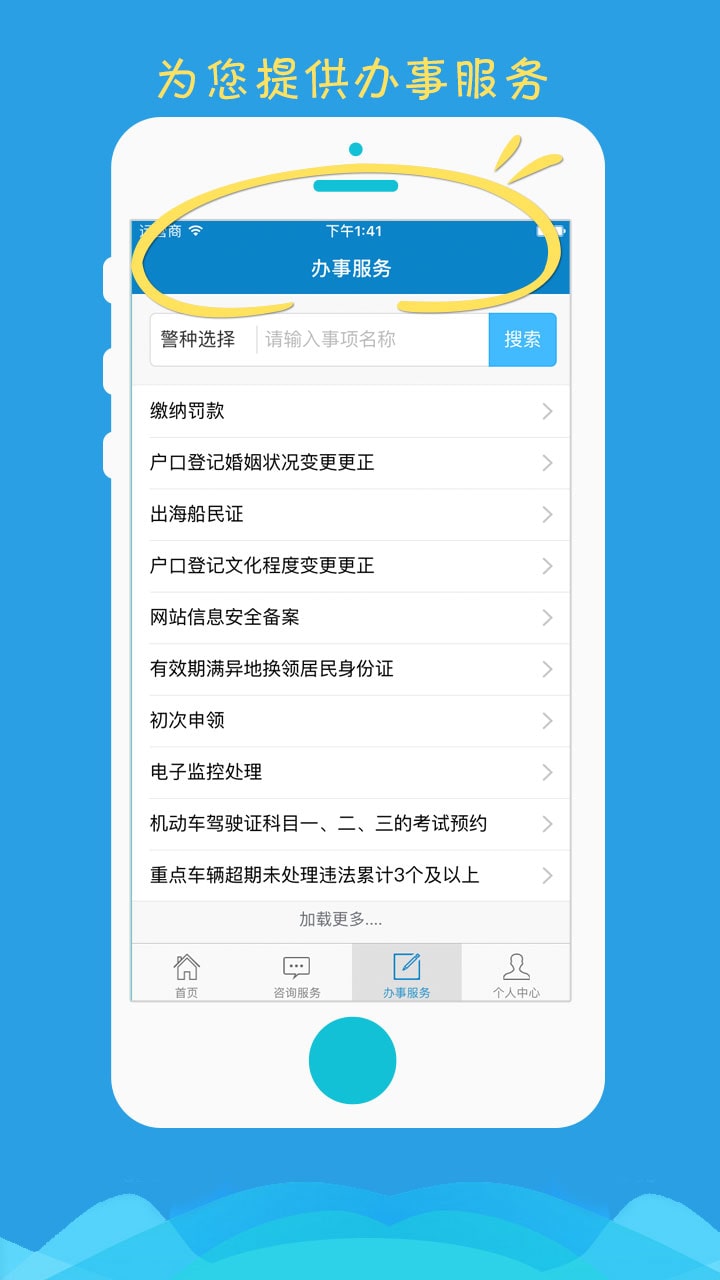 为您提供办事服务
运营商 下午1:41
办事服务
警种选择 请输入事项名称 搜索
缴纳罚款
户口登记婚姻状况变更更正
出海船民证
户口登记文化程度变更更正
网站信息安全备案
有效期满异地换领居民身份证
初次申领
电子监控处理
机动车驾驶证科目一、二、三的考试预约
重点车辆超期未处理违法累计3个及以上
加载更多....
首页 咨询服务 办事服务 个人中心